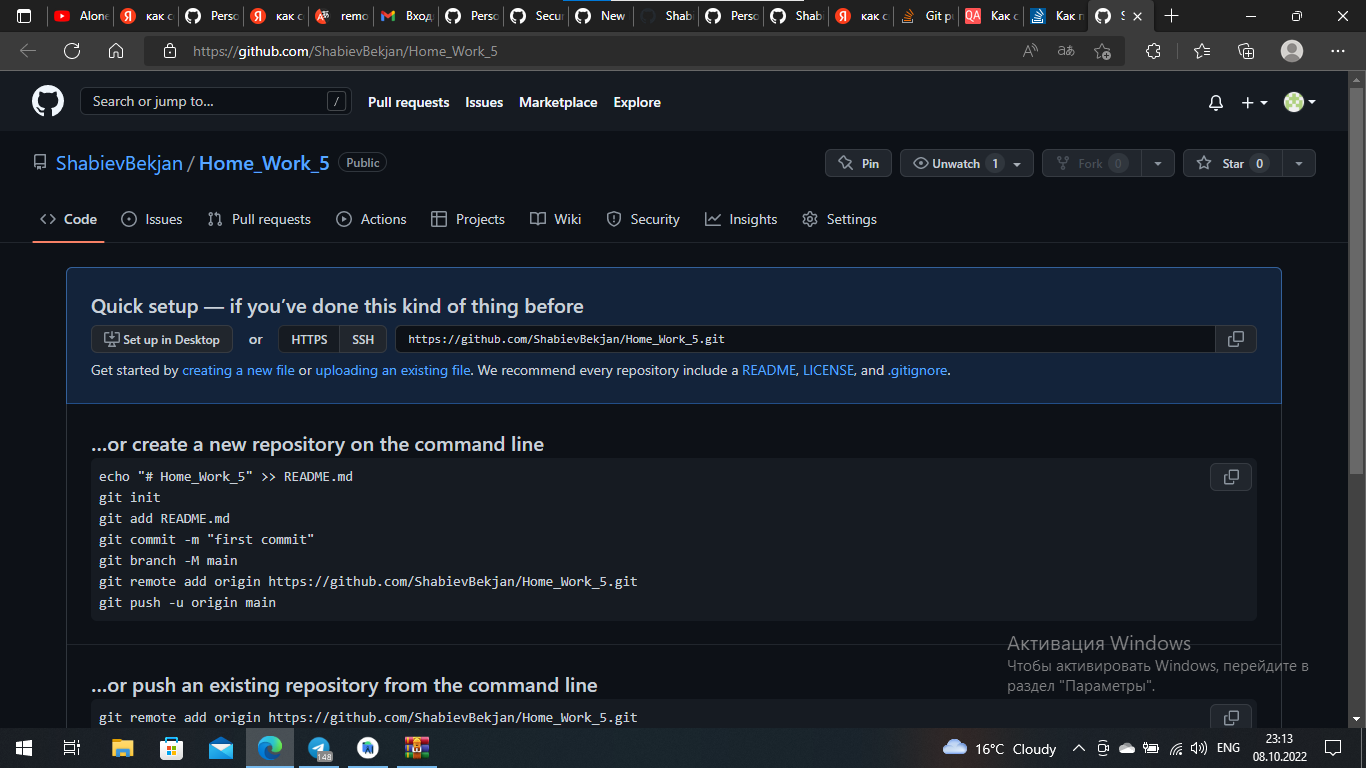 Alone
как с
Perso
как с
remo
Вход
Perso
Secur
New
Shabi
Perso
Shabi
как с
Git pu
Как с
Как п
S
https://github.com/ShabievBekjan/Home_Work_5
Search or jump to...
/
Pull requests
Issues
Marketplace
Explore
ShabievBekjan / Home_Work_5
Public
Pin
Unwatch 1
Fork 0
Star 0
Code
Issues
Pull requests
Actions
Projects
Wiki
Security
Insights
Settings
Quick setup — if you’ve done this kind of thing before
Set up in Desktop
or
HTTPS
SSH
https://github.com/ShabievBekjan/Home_Work_5.git
Get started by creating a new file or uploading an existing file. We recommend every repository include a README, LICENSE, and .gitignore.
…or create a new repository on the command line
echo "# Home_Work_5" >> README.md
git init
git add README.md
git commit -m "first commit"
git branch -M main
git remote add origin https://github.com/ShabievBekjan/Home_Work_5.git
git push -u origin main
Активация Windows
Чтобы активировать Windows, перейдите в
раздел "Параметры".
…or push an existing repository from the command line
git remote add origin https://github.com/ShabievBekjan/Home_Work_5.git
148
16°C Cloudy
ENG
23:13
08.10.2022